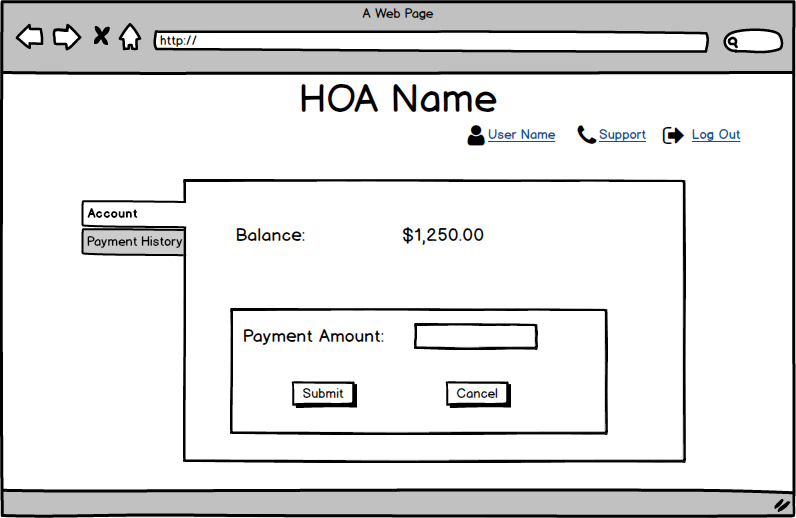 A Web Page
http://
HOA Name
User Name Support Log Out
Account
Payment History
Balance: $1,250.00
Payment Amount:
Submit Cancel